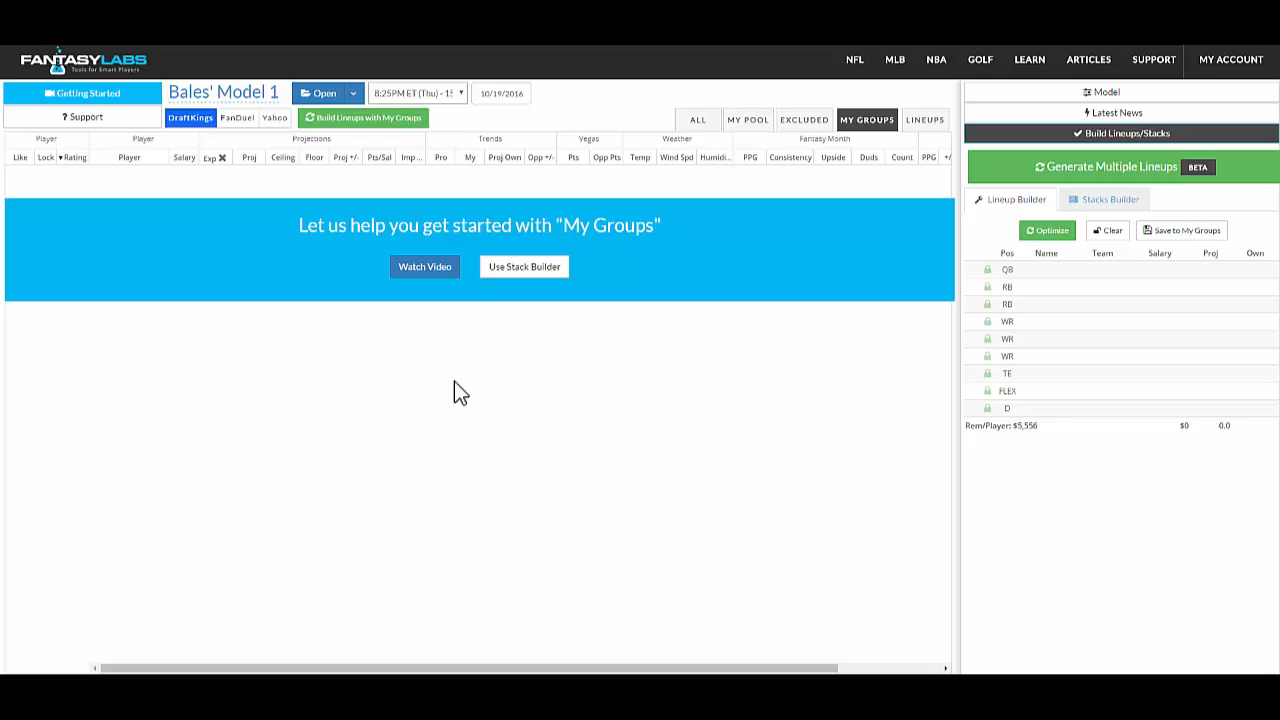 FANTASYLABS
Tools for Smart Players
NFL MLB NBA GOLF LEARN ARTICLES SUPPORT MY ACCOUNT
Getting Started
Bales' Model 1
Open
8:25PM ET (Thu) - 15
10/19/2016
? Support
DraftKings FanDuel Yahoo
Build Lineups with My Groups
ALL MY POOL EXCLUDED MY GROUPS LINEUPS
Player Player Projections Trends Vegas Weather Fantasy Month
Like Lock Rating Player Salary Exp Proj Ceiling Floor Proj +/- Pts/Sal Imp... Pro My Proj Own Opp +/- Pts Opp Pts Temp Wind Spd Humidi... PPG Consistency Upside Duds Count PPG +/
Let us help you get started with "My Groups"
Watch Video Use Stack Builder
Model
Latest News
Build Lineups/Stacks
Generate Multiple Lineups BETA
Lineup Builder Stacks Builder
Optimize Clear Save to My Groups
Pos Name Team Salary Proj Own
QB
RB
RB
WR
WR
WR
TE
FLEX
D
Rem/Player: $5,556 $0 0.0